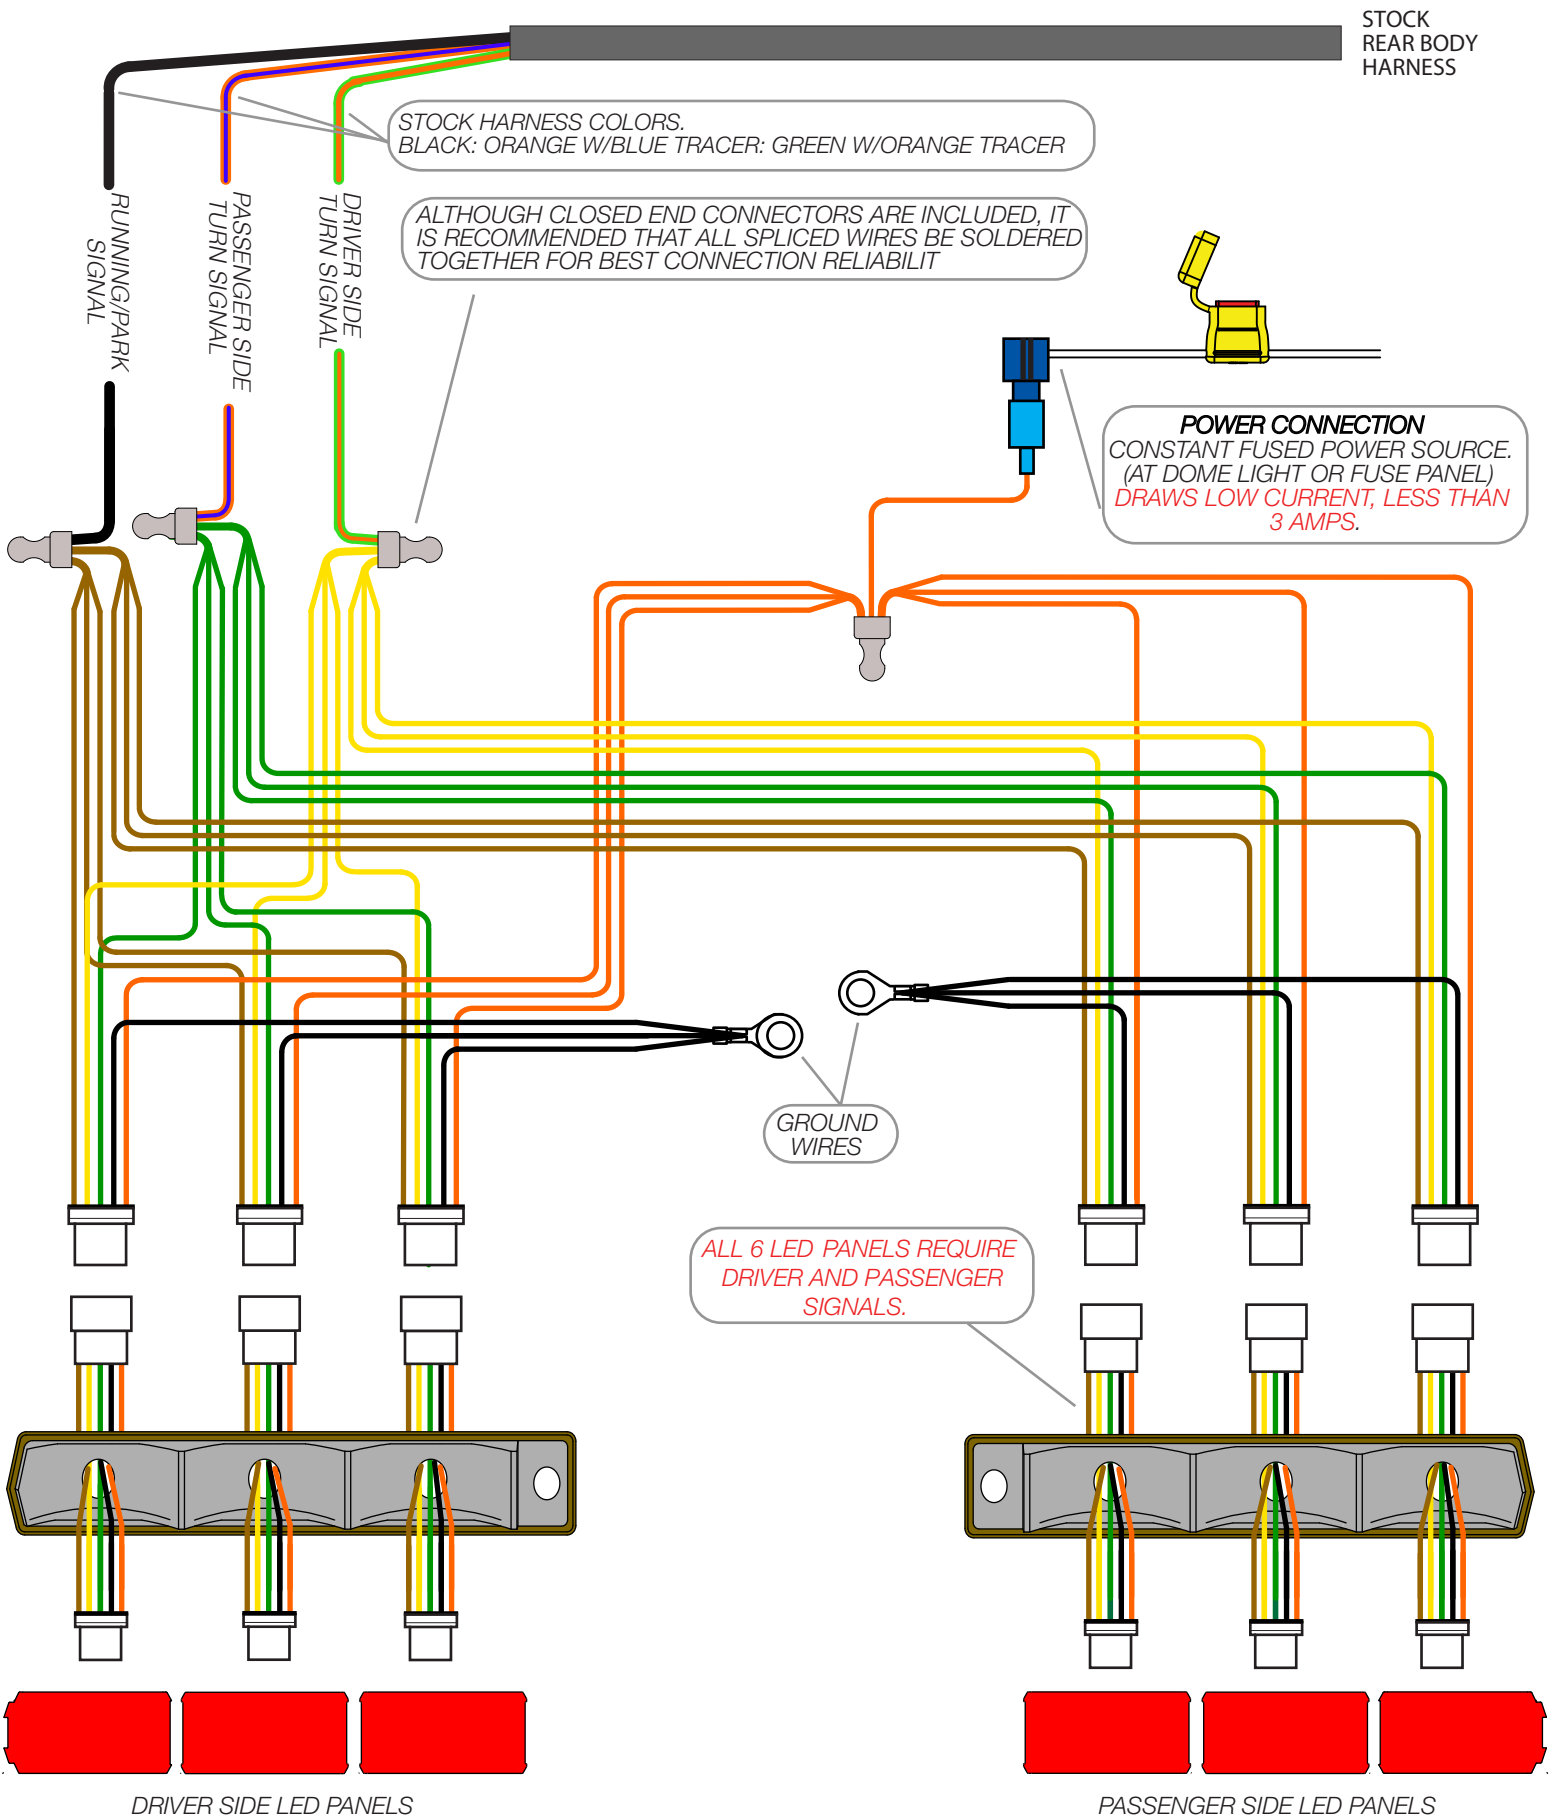 STOCK
REAR BODY
HARNESS
STOCK HARNESS COLORS.
BLACK: ORANGE W/BLUE TRACER: GREEN W/ORANGE TRACER
RUNNING/PARK
SIGNAL
PASSENGER SIDE
TURN SIGNAL
DRIVER SIDE
TURN SIGNAL
ALTHOUGH CLOSED END CONNECTORS ARE INCLUDED, IT
IS RECOMMENDED THAT ALL SPLICED WIRES BE SOLDERED
TOGETHER FOR BEST CONNECTION RELIABILIT
POWER CONNECTION
CONSTANT FUSED POWER SOURCE.
(AT DOME LIGHT OR FUSE PANEL)
DRAWS LOW CURRENT, LESS THAN
3 AMPS.
GROUND
WIRES
ALL 6 LED PANELS REQUIRE
DRIVER AND PASSENGER
SIGNALS.
DRIVER SIDE LED PANELS
PASSENGER SIDE LED PANELS